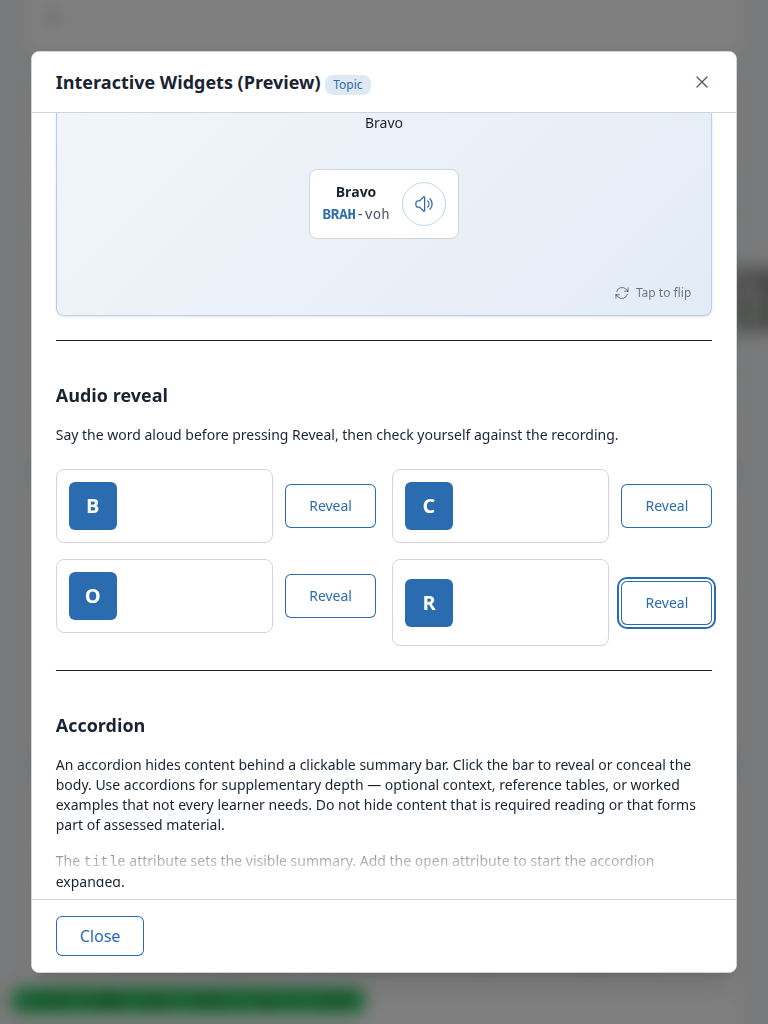 Interactive Widgets (Preview) Topic
Bravo
Bravo
BRAH-voh
Tap to flip
Audio reveal
Say the word aloud before pressing Reveal, then check yourself against the recording.
B Reveal C Reveal
O Reveal R Reveal
Accordion
An accordion hides content behind a clickable summary bar. Click the bar to reveal or conceal the
body. Use accordions for supplementary depth — optional context, reference tables, or worked
examples that not every learner needs. Do not hide content that is required reading or that forms
part of assessed material.
The title attribute sets the visible summary. Add the open attribute to start the accordion
expanded.
Close